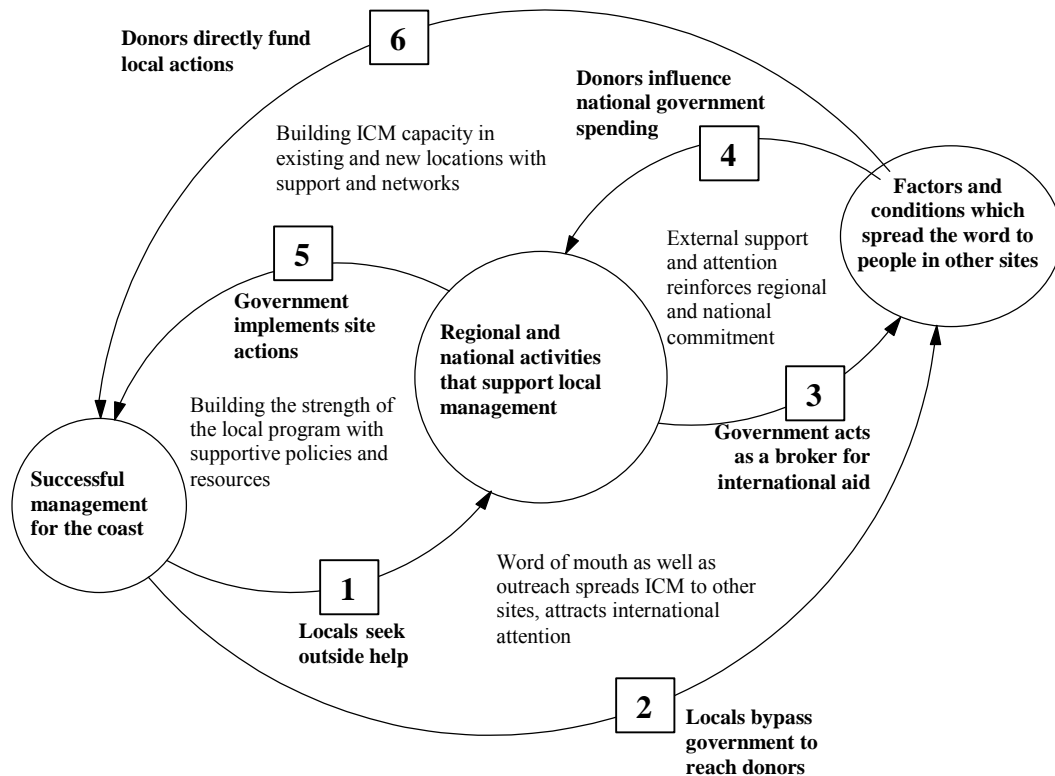 6
Donors directly fund
local actions
Donors influence
national government
spending
Building ICM capacity in
existing and new locations with
support and networks
4
Factors and
conditions which
spread the word to
people in other sites
5
External support
and attention
reinforces regional
and national
commitment
Government
implements site
actions
Regional and
national activities
that support local
management
3
Building the strength of
the local program with
supportive policies and
resources
Government acts
as a broker for
international aid
Successful
management
for the coast
1
Word of mouth as well as
outreach spreads ICM to other
sites, attracts international
attention
Locals seek
outside help
2
Locals bypass
government to
reach donors